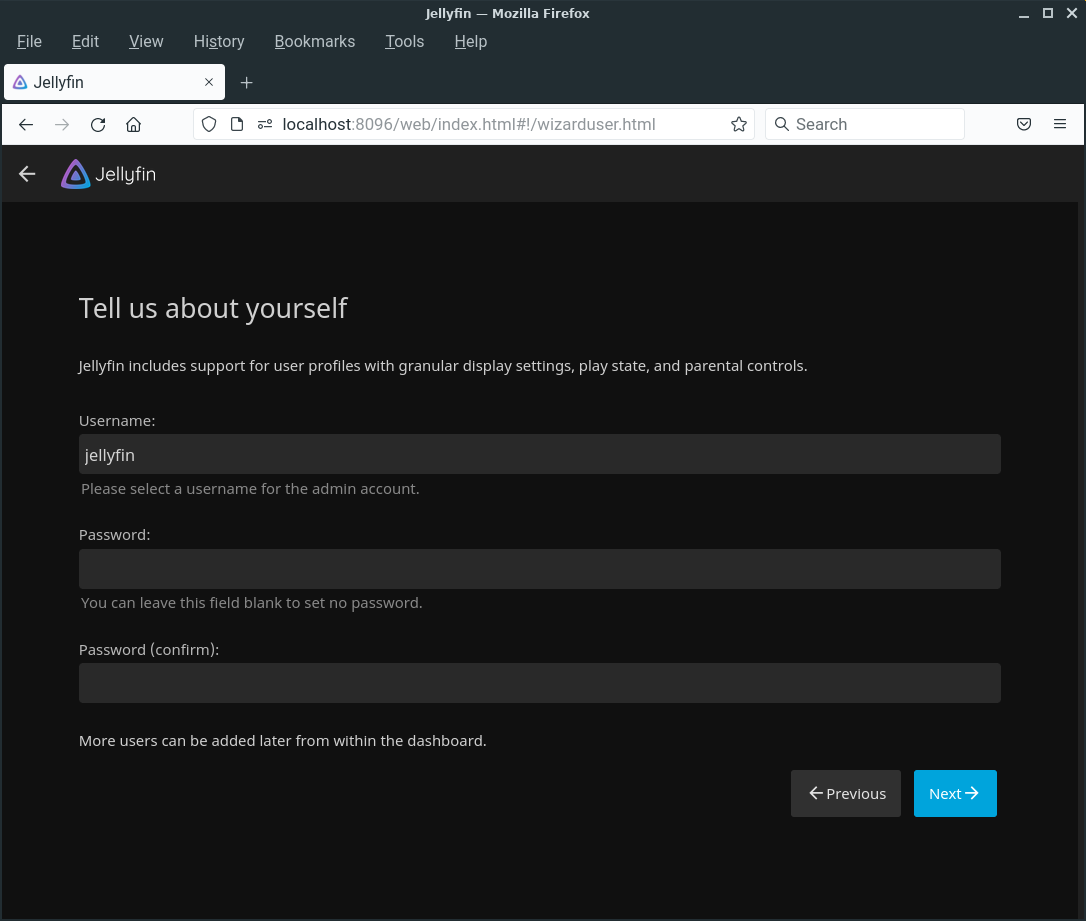 Jellyfin — Mozilla Firefox
File Edit View History Bookmarks Tools Help
Jellyfin
localhost:8096/web/index.html#!/wizarduser.html Search
Jellyfin
Tell us about yourself
Jellyfin includes support for user profiles with granular display settings, play state, and parental controls.
Username:
jellyfin
Please select a username for the admin account.
Password:
You can leave this field blank to set no password.
Password (confirm):
More users can be added later from within the dashboard.
Previous Next